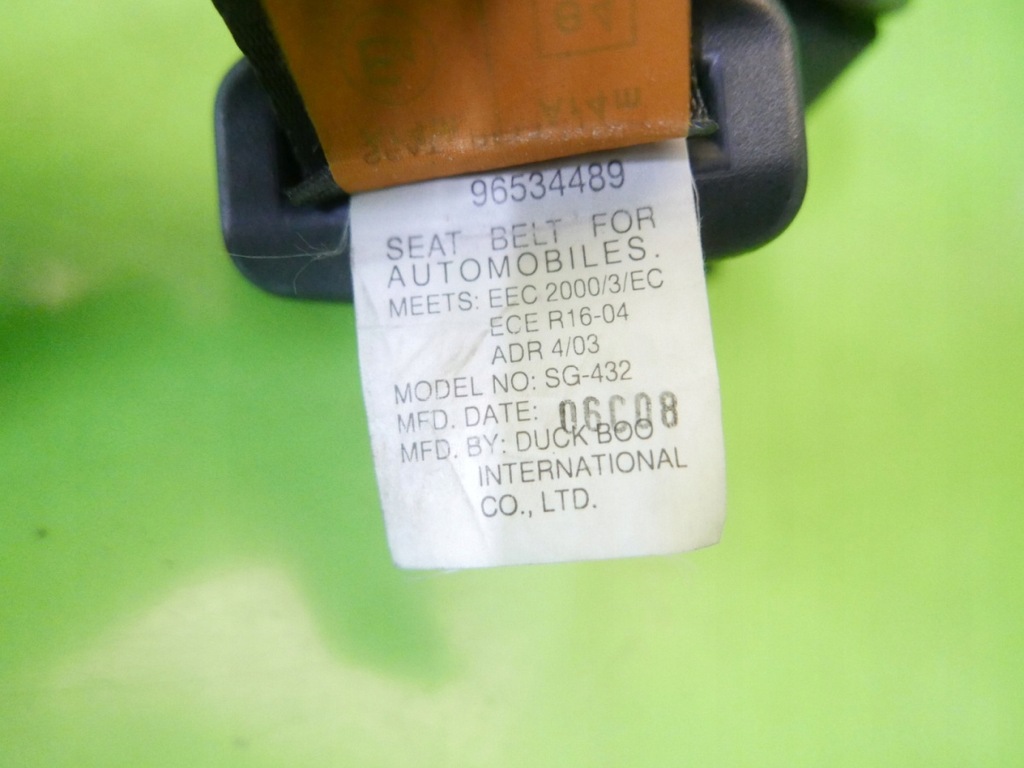 96534489
SEAT BELT FOR
AUTOMOBILES.
MEETS: EEC 2000/3/EC
ECE R16-04
ADR 4/03
MODEL NO: SG-432
MFD. DATE: 06C08
MFD. BY: DUCK BOO
INTERNATIONAL
CO., LTD.